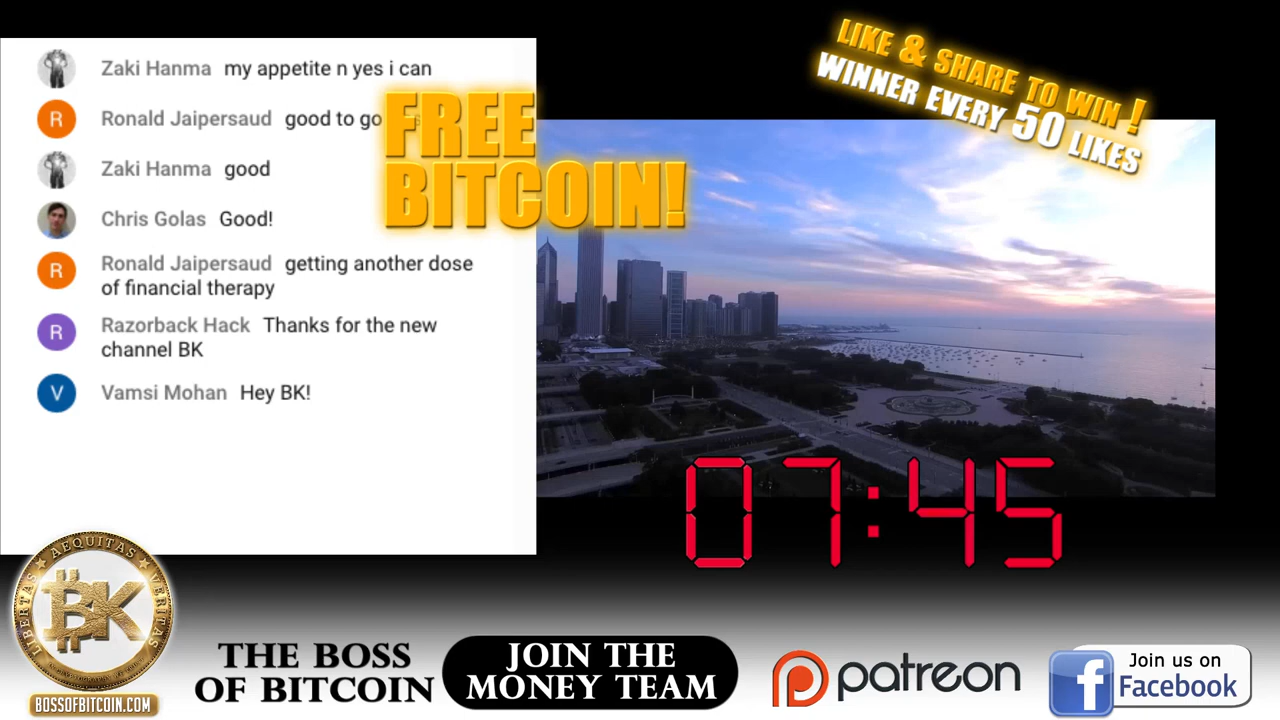 Zaki Hanma my appetite n yes i can
Ronald Jaipersaud good to go
Zaki Hanma good
Chris Golas Good!
Ronald Jaipersaud getting another dose
of financial therapy
Razorback Hack Thanks for the new
channel BK
Vamsi Mohan Hey BK!
R
R
R
V
FREE
BITCOIN!
LIKE & SHARE TO WIN !
WINNER EVERY 50 LIKES
07:45
AEQUITAS
LIBERTAS
VERITAS
BK
BOSSOFBITCOIN.COM
THE BOSS
OF BITCOIN
JOIN THE
MONEY TEAM
patreon
f
Join us on
Facebook